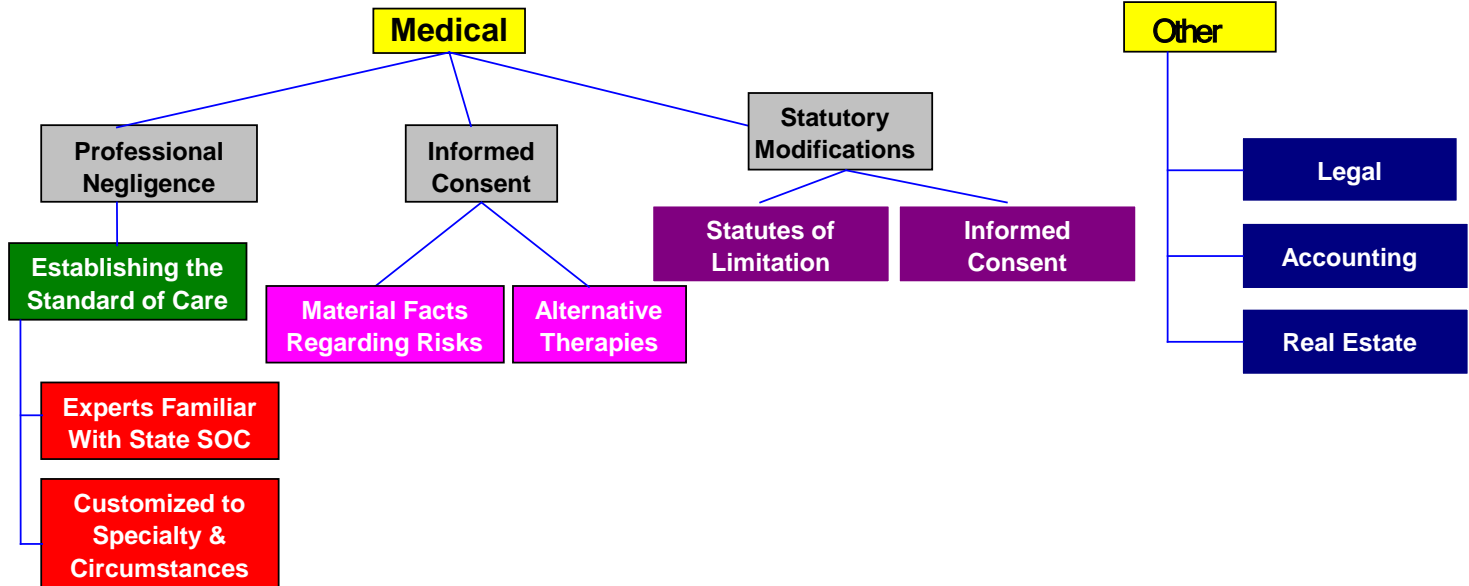 Medical
Other
Professional
Negligence
Informed
Consent
Statutory
Modifications
Legal
Establishing the
Standard of Care
Material Facts
Regarding Risks
Alternative
Therapies
Statutes of
Limitation
Informed
Consent
Accounting
Real Estate
Experts Familiar
With State SOC
Customized to
Specialty &
Circumstances